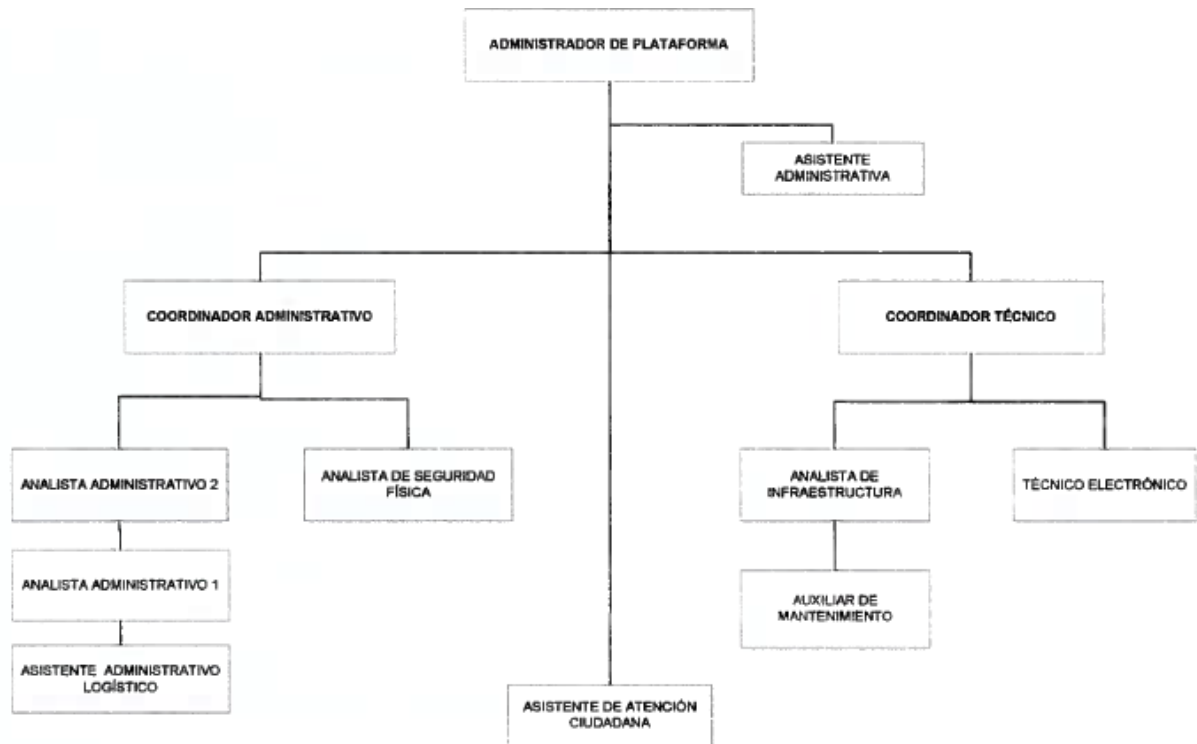 ADMINISTRADOR DE PLATAFORMA
ASISTENTE
ADMINISTRATIVA
COORDINADOR ADMINISTRATIVO
COORDINADOR TÉCNICO
ANALISTA ADMINISTRATIVO 2
ANALISTA DE SEGURIDAD
FÍSICA
ANALISTA DE
INFRAESTRUCTURA
TÉCNICO ELECTRÓNICO
ANALISTA ADMINISTRATIVO 1
AUXILIAR DE
MANTENIMIENTO
ASISTENTE ADMINISTRATIVO
LOGÍSTICO
ASISTENTE DE ATENCIÓN
CIUDADANA